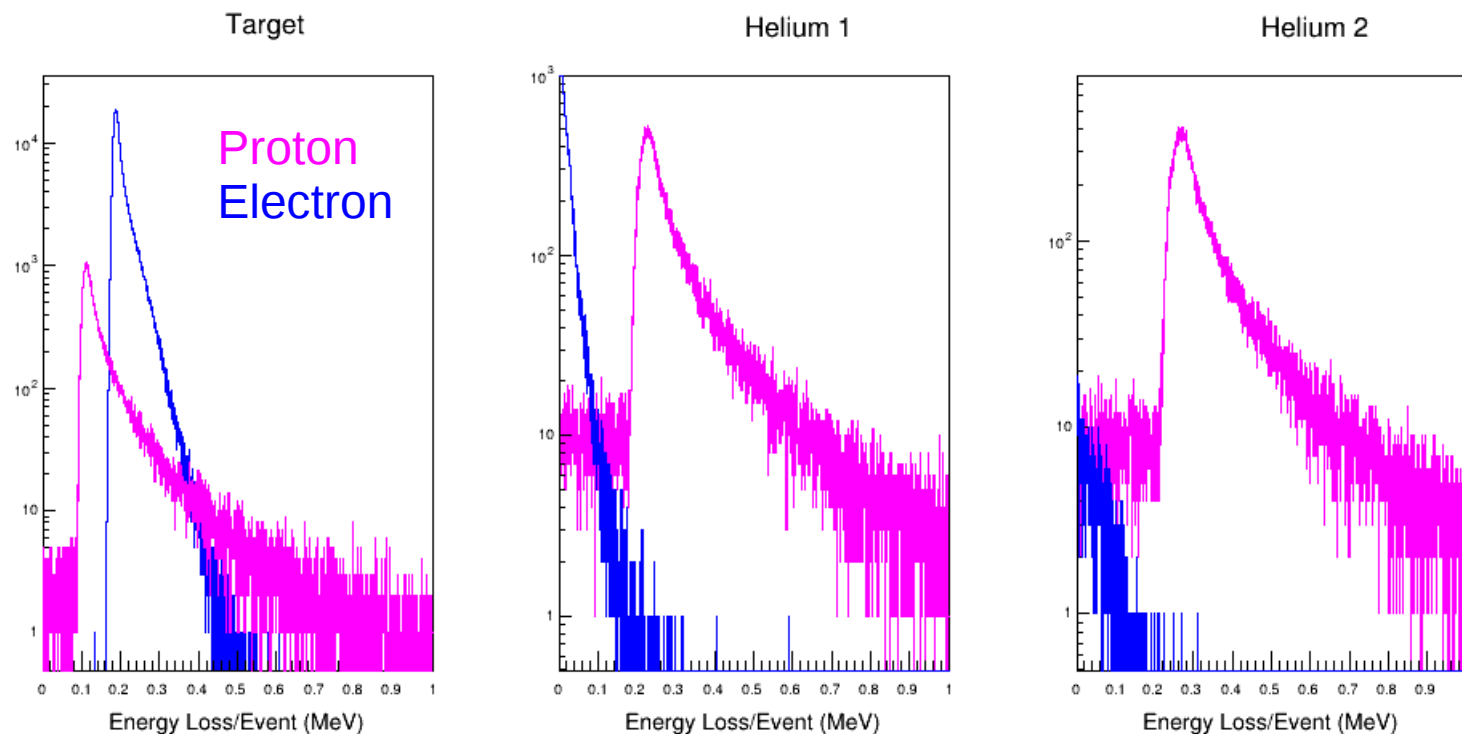 Target
Helium 1
Helium 2
Proton
Electron
10⁴
10³
10²
10
1
0 0.1 0.2 0.3 0.4 0.5 0.6 0.7 0.8 0.9 1
Energy Loss/Event (MeV)
10³
10²
10
1
0 0.1 0.2 0.3 0.4 0.5 0.6 0.7 0.8 0.9 1
Energy Loss/Event (MeV)
10²
10
1
0 0.1 0.2 0.3 0.4 0.5 0.6 0.7 0.8 0.9
Energy Loss/Event (MeV)